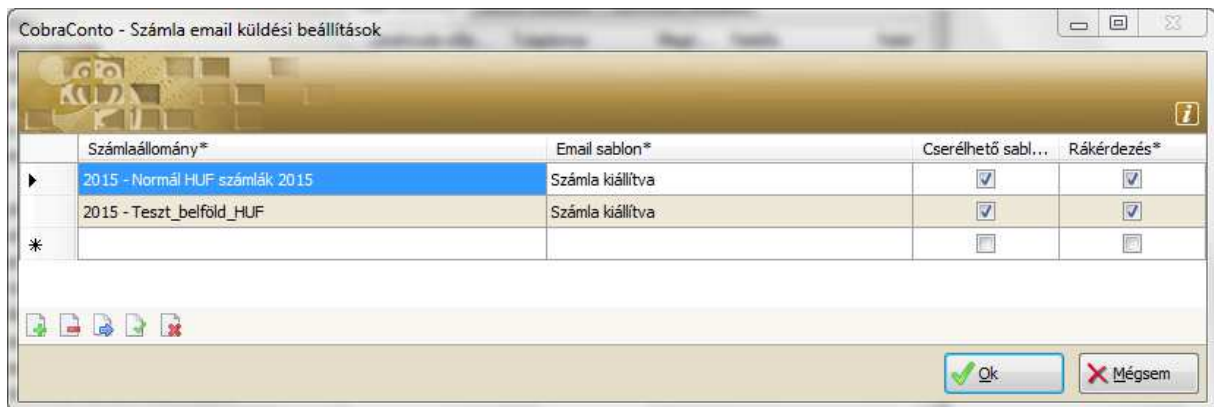 CobraConto - Számla email küldési beállítások
Számlaállomány* Email sablon* Cserélhető sabl... Rákérdezés*
2015 - Normál HUF számlák 2015 Számla kiállítva
2015 - Teszt_belföld_HUF Számla kiállítva
Ok Mégsem